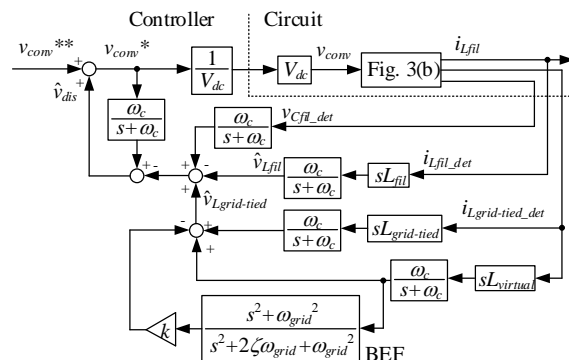 Controller Circuit
v_conv** + v_conv* 1/V_dc V_dc v_conv Fig. 3(b) i_Lfil
+
v̂_dis
ω_c/(s+ω_c) ω_c/(s+ω_c) v_Cfil_det
+ - - v̂_Lfil ω_c/(s+ω_c) sL_fil i_Lfil_det
+ +
v̂_Lgrid-tied
- + ω_c/(s+ω_c) sL_grid-tied i_Lgrid-tied_det
+
ω_c/(s+ω_c) sL_virtual
k (s²+ω_grid²)/(s²+2ζω_grid+ω_grid²) BEF